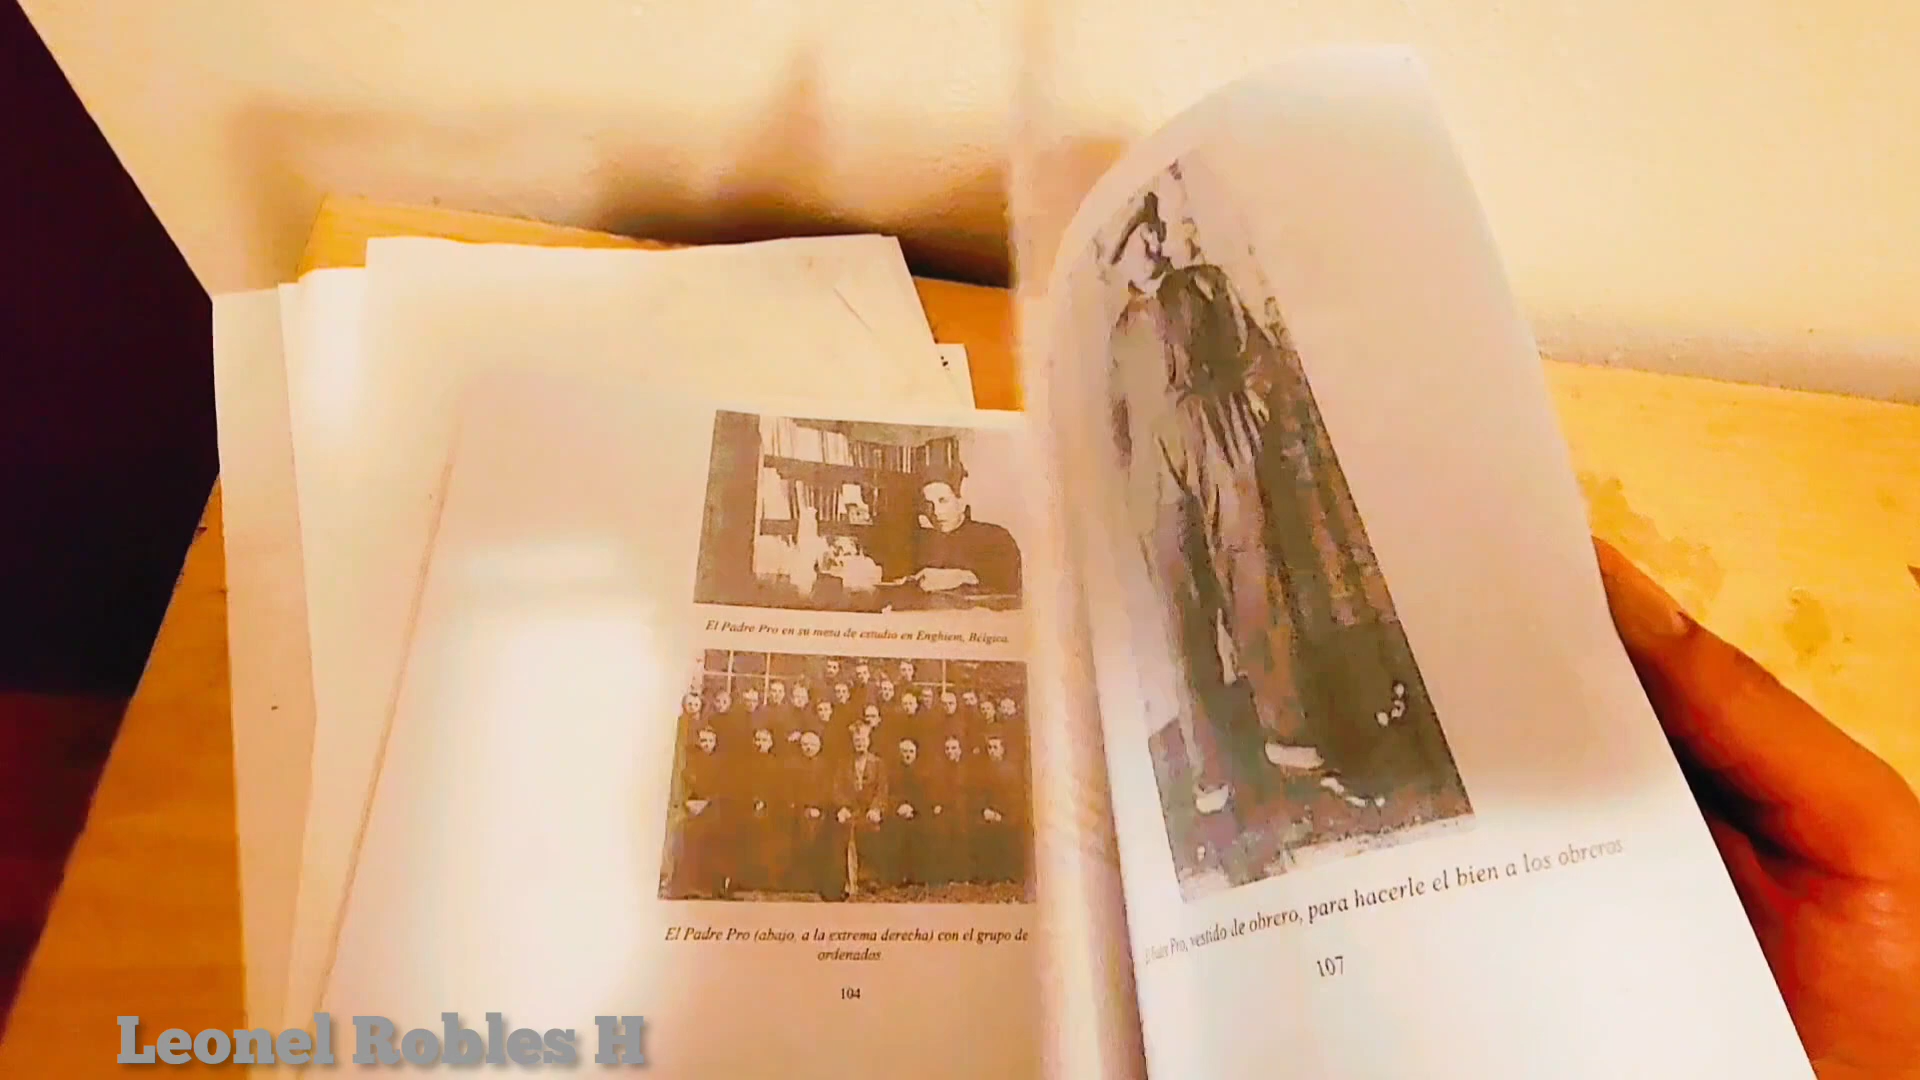 El Padre Pro en su mesa de estudio en Enghiem, Bélgica.
El Padre Pro (abajo, a la extrema derecha) con el grupo de
ordenados
104
Pro, vestido de obrero, para hacerle el bien a los obreros
107
Leonel Robles H